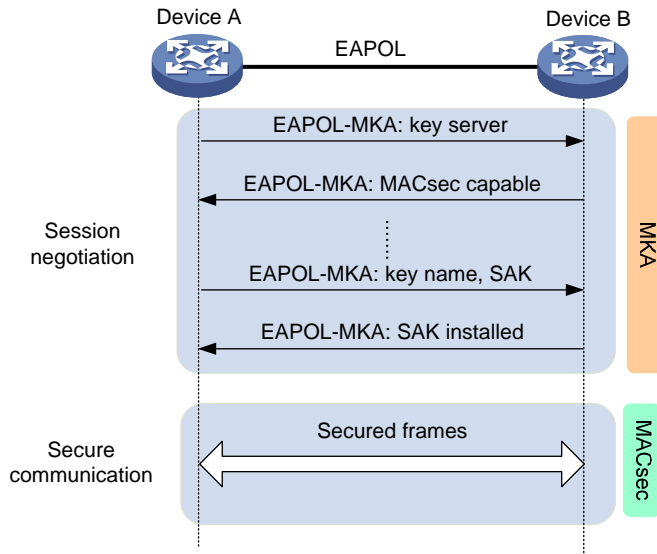 Device A
Device B
EAPOL
EAPOL-MKA: key server
EAPOL-MKA: MACsec capable
Session
negotiation
EAPOL-MKA: key name, SAK
EAPOL-MKA: SAK installed
MKA
Secured frames
Secure
communication
MACsec